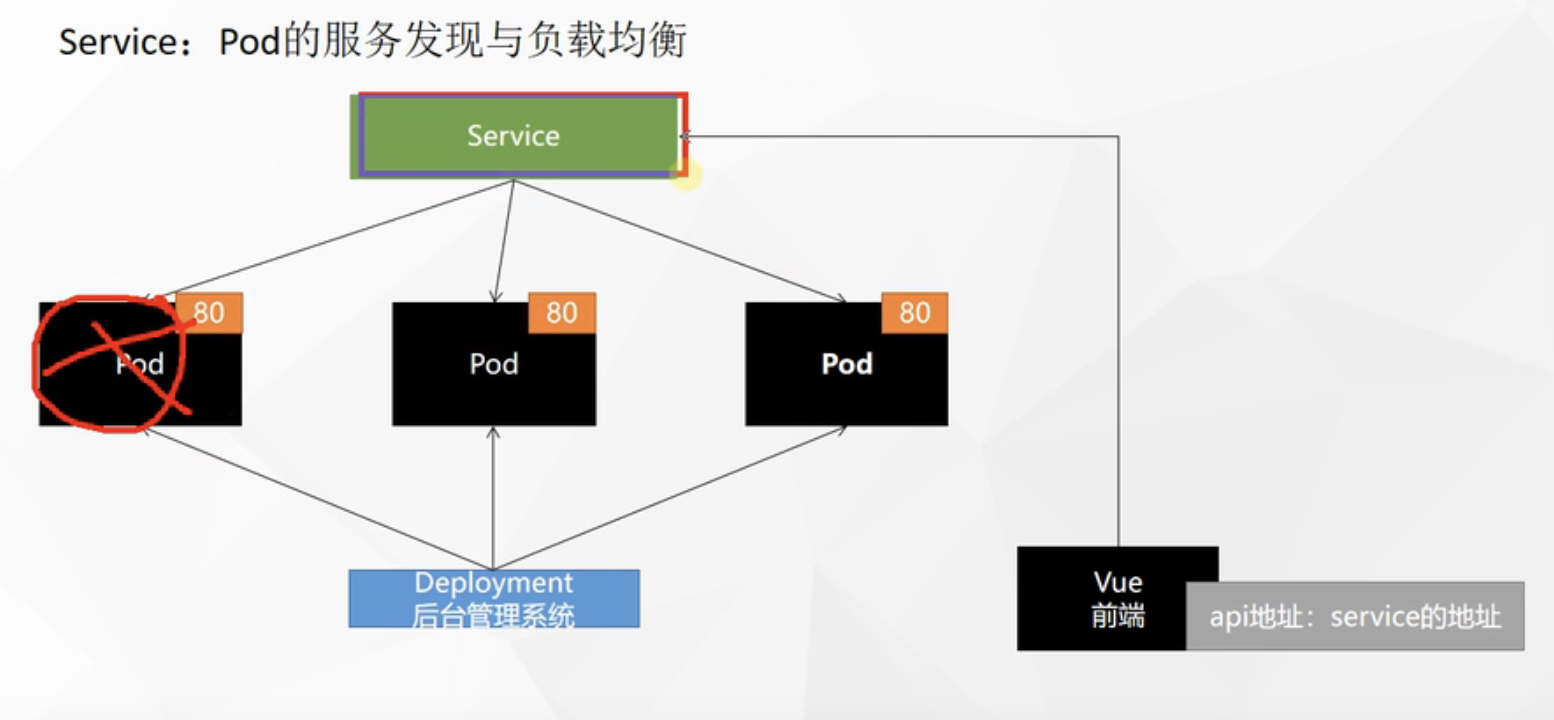 Service：Pod的服务发现与负载均衡
Service
80
80
80
Pod
Pod
Pod
Deployment
后台管理系统
Vue
前端
api地址：service的地址